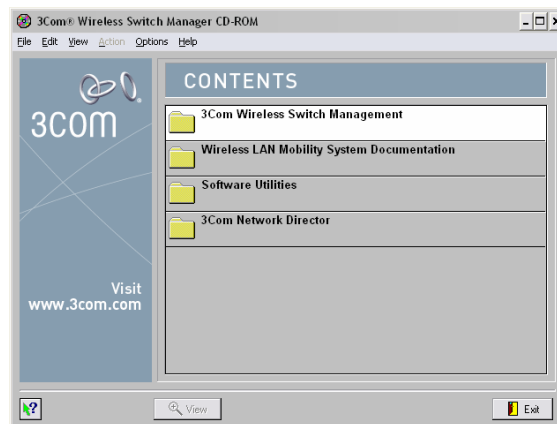 3Com® Wireless Switch Manager CD-ROM
File Edit View Action Options Help
3COM
Visit
www.3com.com
CONTENTS
3Com Wireless Switch Management
Wireless LAN Mobility System Documentation
Software Utilities
3Com Network Director
?
View
Exit